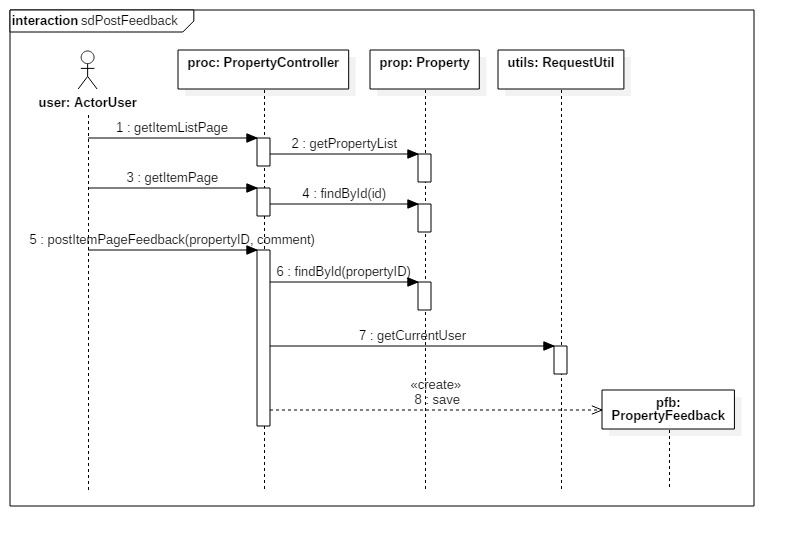 interaction sdPostFeedback
proc: PropertyController
prop: Property
utils: RequestUtil
user: ActorUser
1 : getItemListPage
2 : getPropertyList
3 : getItemPage
4 : findById(id)
5 : postItemPageFeedback(propertyID, comment)
6 : findById(propertyID)
7 : getCurrentUser
«create»
8 : save
pfb:
PropertyFeedback